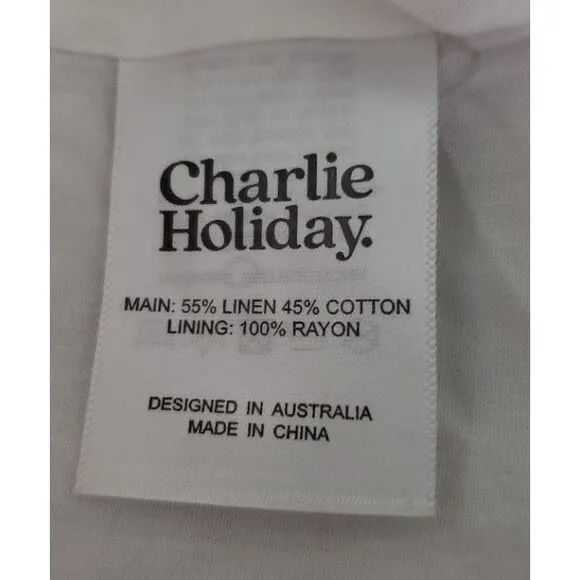 Charlie
Holiday.
MAIN: 55% LINEN 45% COTTON
LINING: 100% RAYON
DESIGNED IN AUSTRALIA
MADE IN CHINA